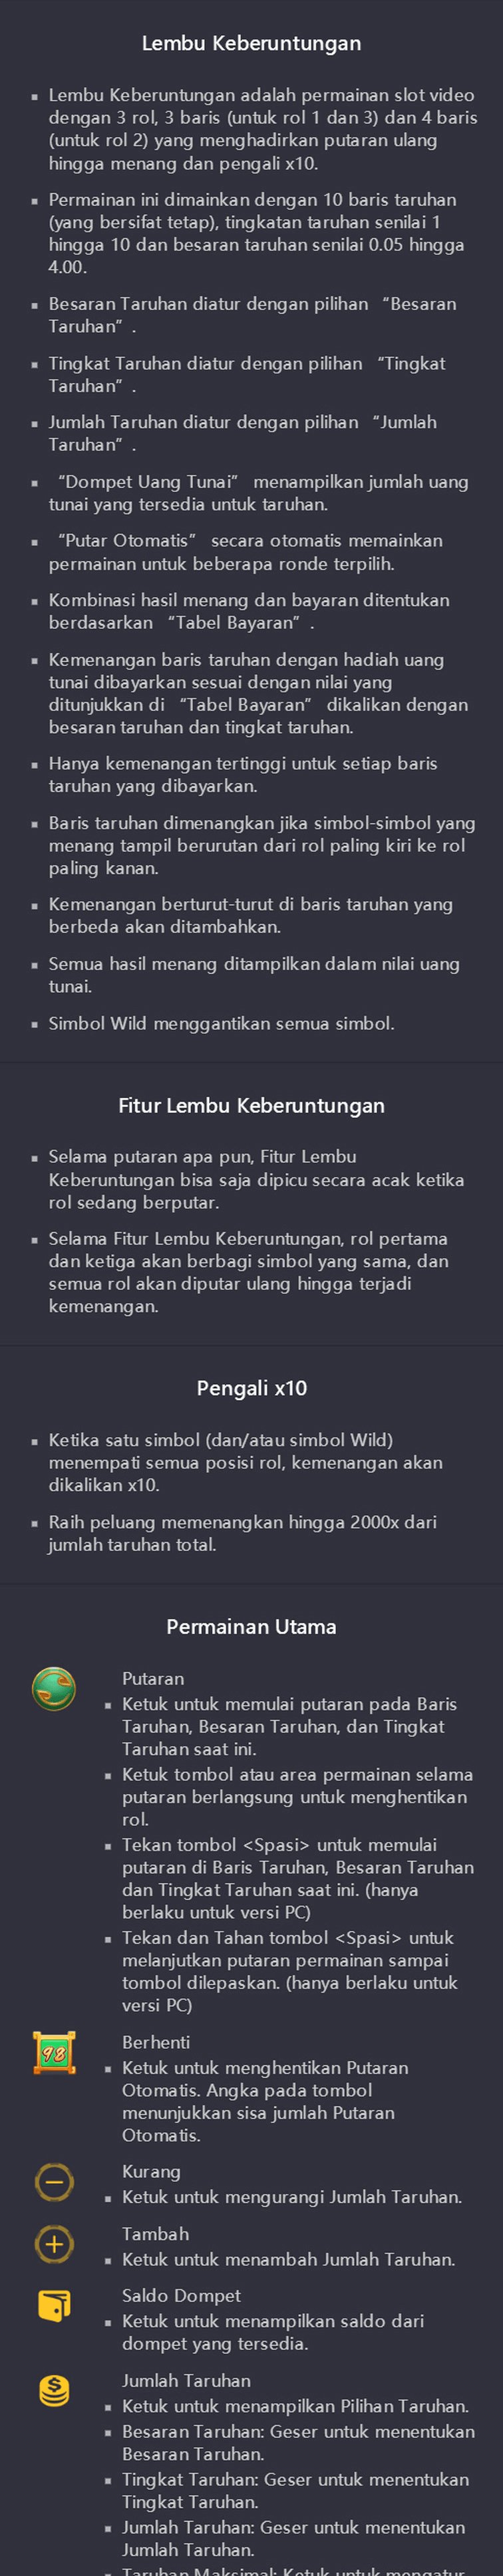 Lembu Keberuntungan
▪ Lembu Keberuntungan adalah permainan slot video
dengan 3 rol, 3 baris (untuk rol 1 dan 3) dan 4 baris
(untuk rol 2) yang menghadirkan putaran ulang
hingga menang dan pengali x10.
▪ Permainan ini dimainkan dengan 10 baris taruhan
(yang bersifat tetap), tingkatan taruhan senilai 1
hingga 10 dan besaran taruhan senilai 0.05 hingga
4.00.
▪ Besaran Taruhan diatur dengan pilihan “Besaran
Taruhan”.
▪ Tingkat Taruhan diatur dengan pilihan “Tingkat
Taruhan”.
▪ Jumlah Taruhan diatur dengan pilihan “Jumlah
Taruhan”.
▪ “Dompet Uang Tunai” menampilkan jumlah uang
tunai yang tersedia untuk taruhan.
▪ “Putar Otomatis” secara otomatis memainkan
permainan untuk beberapa ronde terpilih.
▪ Kombinasi hasil menang dan bayaran ditentukan
berdasarkan “Tabel Bayaran”.
▪ Kemenangan baris taruhan dengan hadiah uang
tunai dibayarkan sesuai dengan nilai yang
ditunjukkan di “Tabel Bayaran” dikalikan dengan
besaran taruhan dan tingkat taruhan.
▪ Hanya kemenangan tertinggi untuk setiap baris
taruhan yang dibayarkan.
▪ Baris taruhan dimenangkan jika simbol-simbol yang
menang tampil berurutan dari rol paling kiri ke rol
paling kanan.
▪ Kemenangan berturut-turut di baris taruhan yang
berbeda akan ditambahkan.
▪ Semua hasil menang ditampilkan dalam nilai uang
tunai.
▪ Simbol Wild menggantikan semua simbol.
Fitur Lembu Keberuntungan
▪ Selama putaran apa pun, Fitur Lembu
Keberuntungan bisa saja dipicu secara acak ketika
rol sedang berputar.
▪ Selama Fitur Lembu Keberuntungan, rol pertama
dan ketiga akan berbagi simbol yang sama, dan
semua rol akan diputar ulang hingga terjadi
kemenangan.
Pengali x10
▪ Ketika satu simbol (dan/atau simbol Wild)
menempati semua posisi rol, kemenangan akan
dikalikan x10.
▪ Raih peluang memenangkan hingga 2000x dari
jumlah taruhan total.
Permainan Utama
Putaran
▪ Ketuk untuk memulai putaran pada Baris
Taruhan, Besaran Taruhan, dan Tingkat
Taruhan saat ini.
▪ Ketuk tombol atau area permainan selama
putaran berlangsung untuk menghentikan
rol.
▪ Tekan tombol <Spasi> untuk memulai
putaran di Baris Taruhan, Besaran Taruhan
dan Tingkat Taruhan saat ini. (hanya
berlaku untuk versi PC)
▪ Tekan dan Tahan tombol <Spasi> untuk
melanjutkan putaran permainan sampai
tombol dilepaskan. (hanya berlaku untuk
versi PC)
98
Berhenti
▪ Ketuk untuk menghentikan Putaran
Otomatis. Angka pada tombol
menunjukkan sisa jumlah Putaran
Otomatis.
Kurang
▪ Ketuk untuk mengurangi Jumlah Taruhan.
Tambah
▪ Ketuk untuk menambah Jumlah Taruhan.
Saldo Dompet
▪ Ketuk untuk menampilkan saldo dari
dompet yang tersedia.
Jumlah Taruhan
▪ Ketuk untuk menampilkan Pilihan Taruhan.
▪ Besaran Taruhan: Geser untuk menentukan
Besaran Taruhan.
▪ Tingkat Taruhan: Geser untuk menentukan
Tingkat Taruhan.
▪ Jumlah Taruhan: Geser untuk menentukan
Jumlah Taruhan.
▪ Taruhan Maksimal: Ketuk untuk mengatur